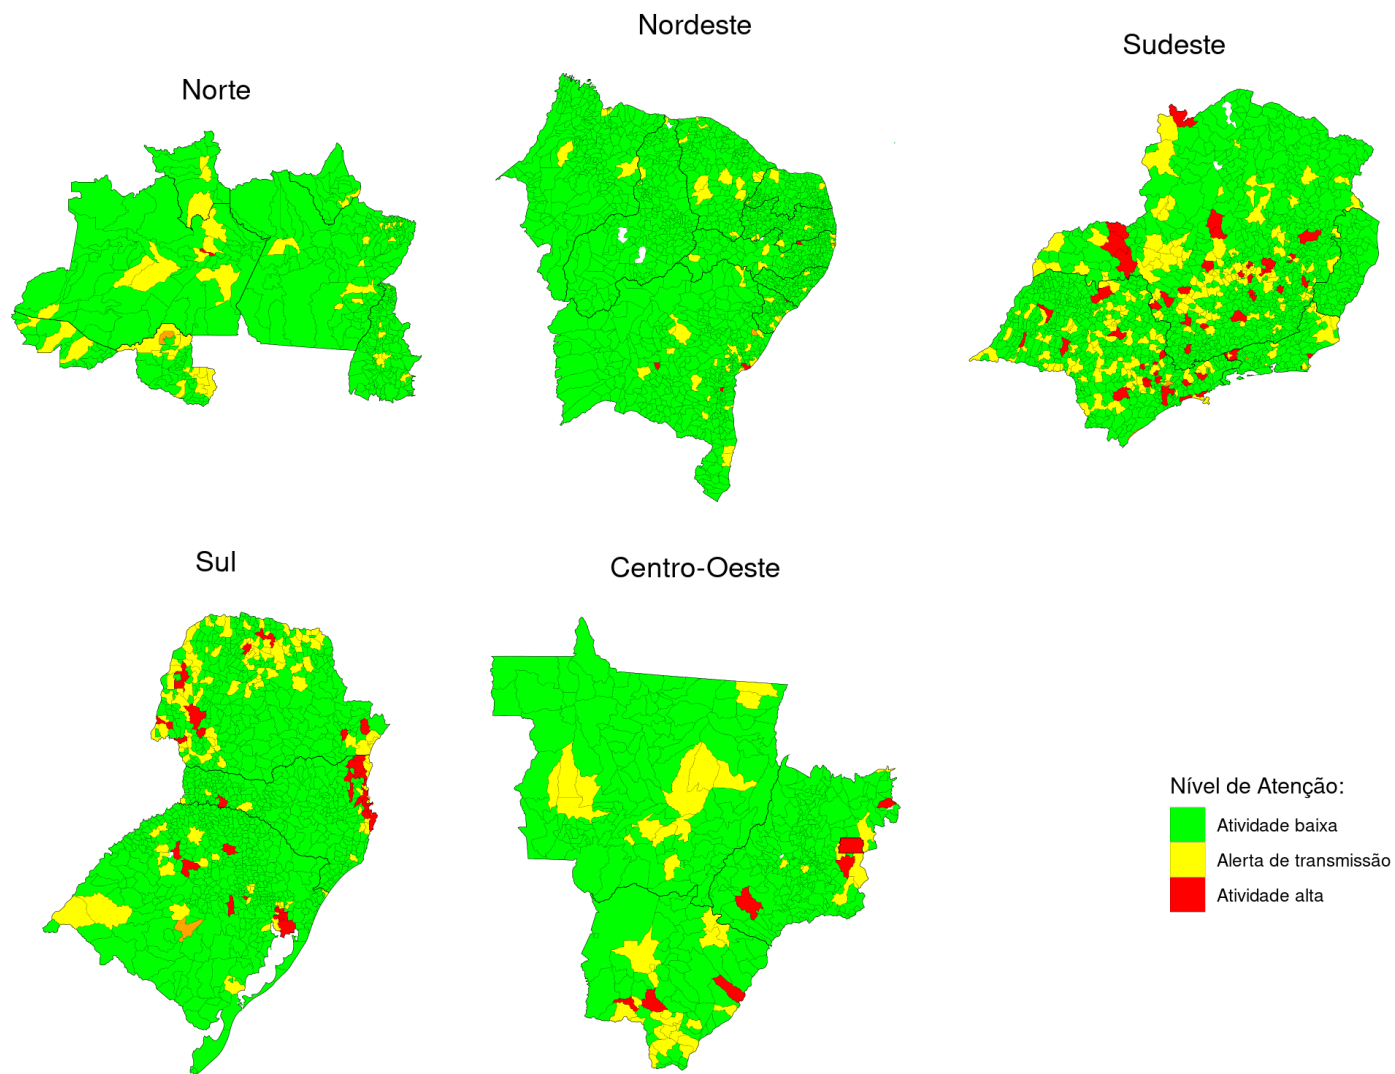 Norte
Nordeste
Sudeste
Sul
Centro-Oeste
Nível de Atenção:
Atividade baixa
Alerta de transmissão
Atividade alta